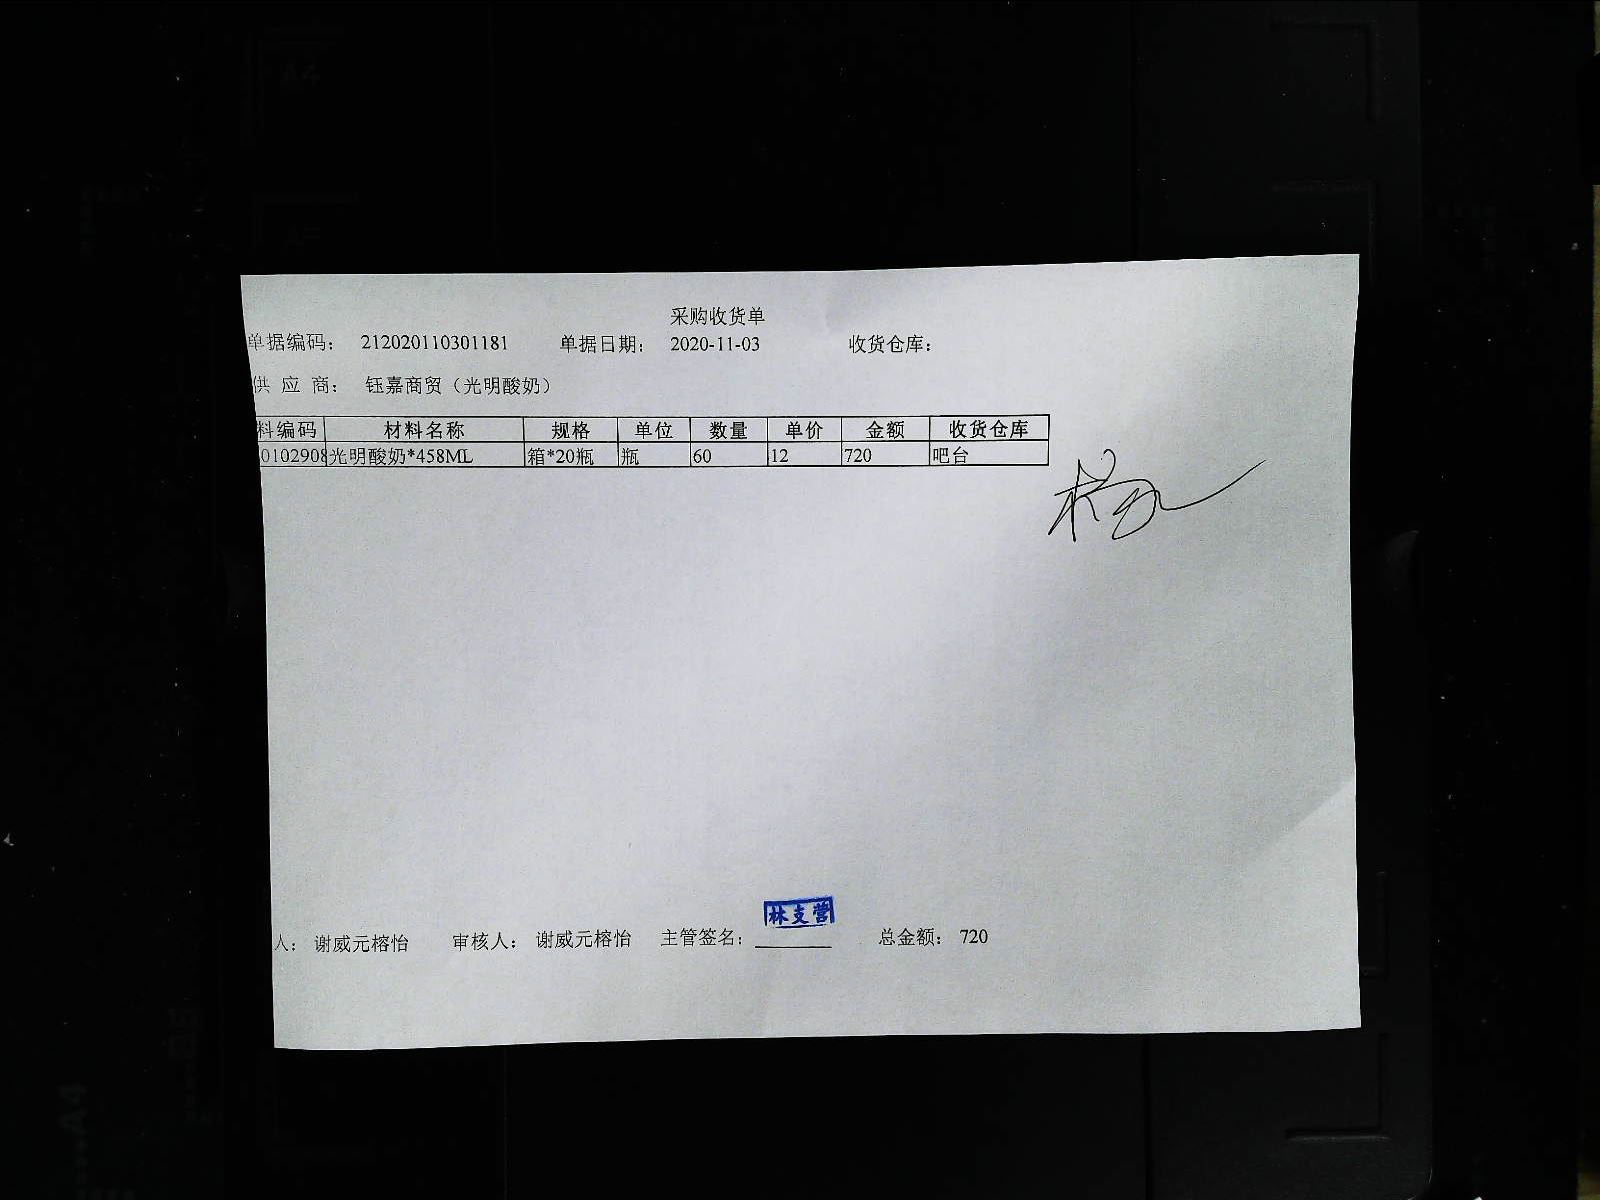 采购收货单
单据编码： 212020110301181 单据日期： 2020-11-03 收货仓库：
供 应 商： 钰嘉商贸（光明酸奶）
料编码 材料名称 规格 单位 数量 单价 金额 收货仓库
0102908 光明酸奶*458ML 箱*20瓶 瓶 60 12 720 吧台
林支营
人： 谢威元榕怡 审核人： 谢威元榕怡 主管签名： 总金额： 720